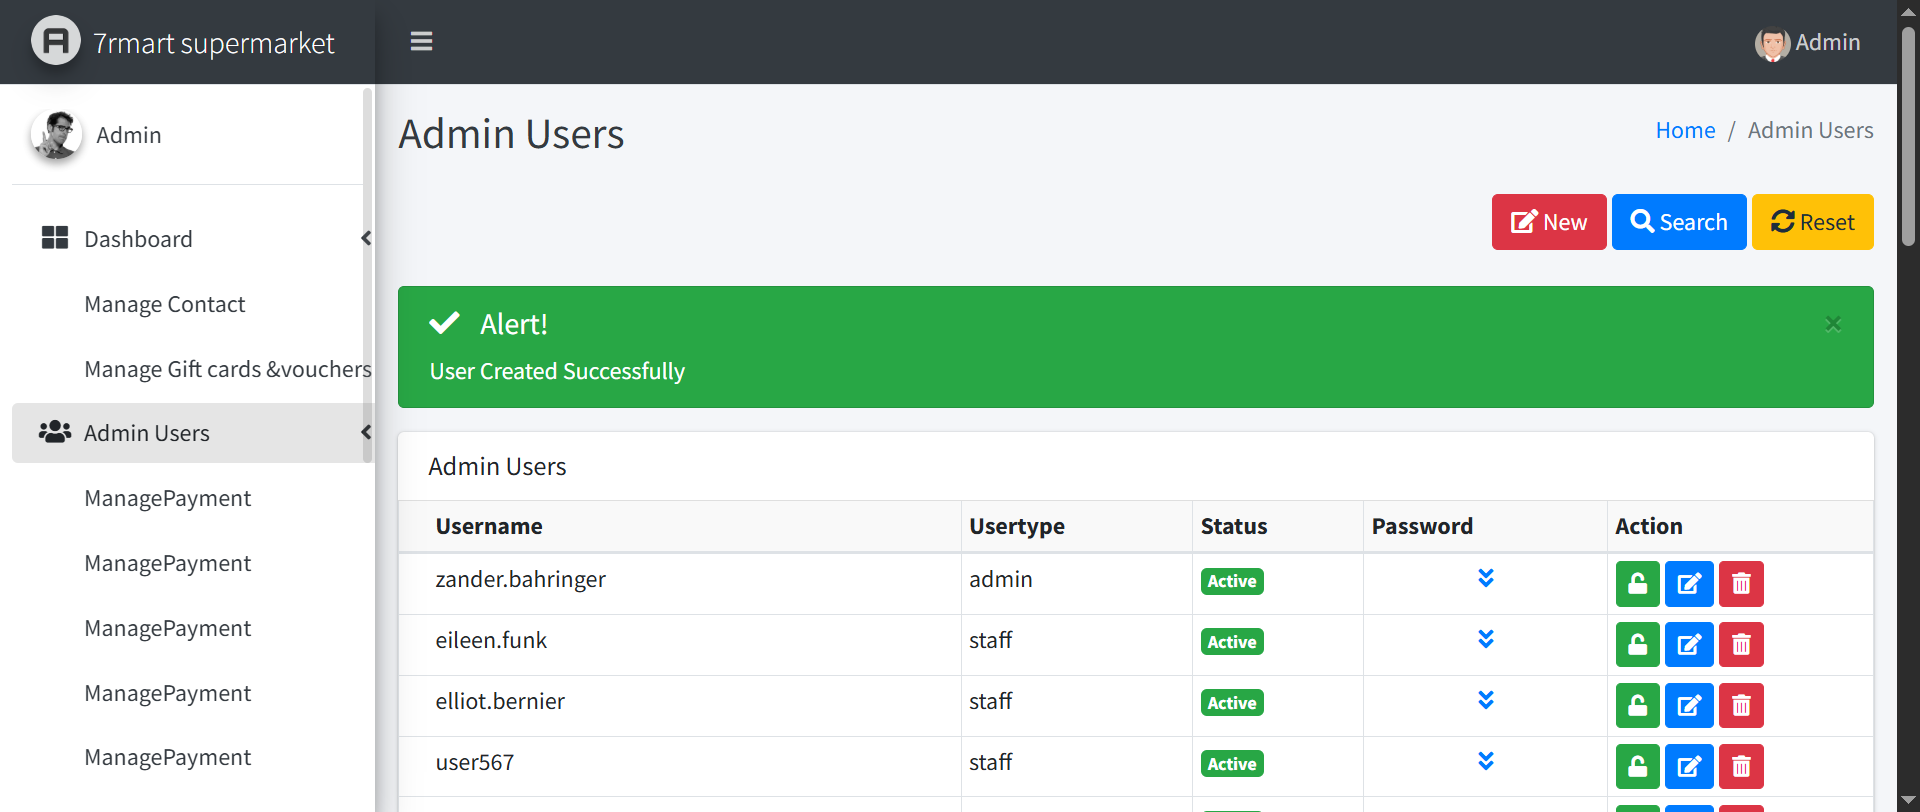 7rmart supermarket
Admin
Admin
Dashboard
Manage Contact
Manage Gift cards &vouchers
Admin Users
ManagePayment
ManagePayment
ManagePayment
ManagePayment
ManagePayment
Admin Users
Home / Admin Users
New Search Reset
Alert!
×
User Created Successfully
Admin Users
Username Usertype Status Password Action
zander.bahringer admin Active
eileen.funk staff Active
elliot.bernier staff Active
user567 staff Active